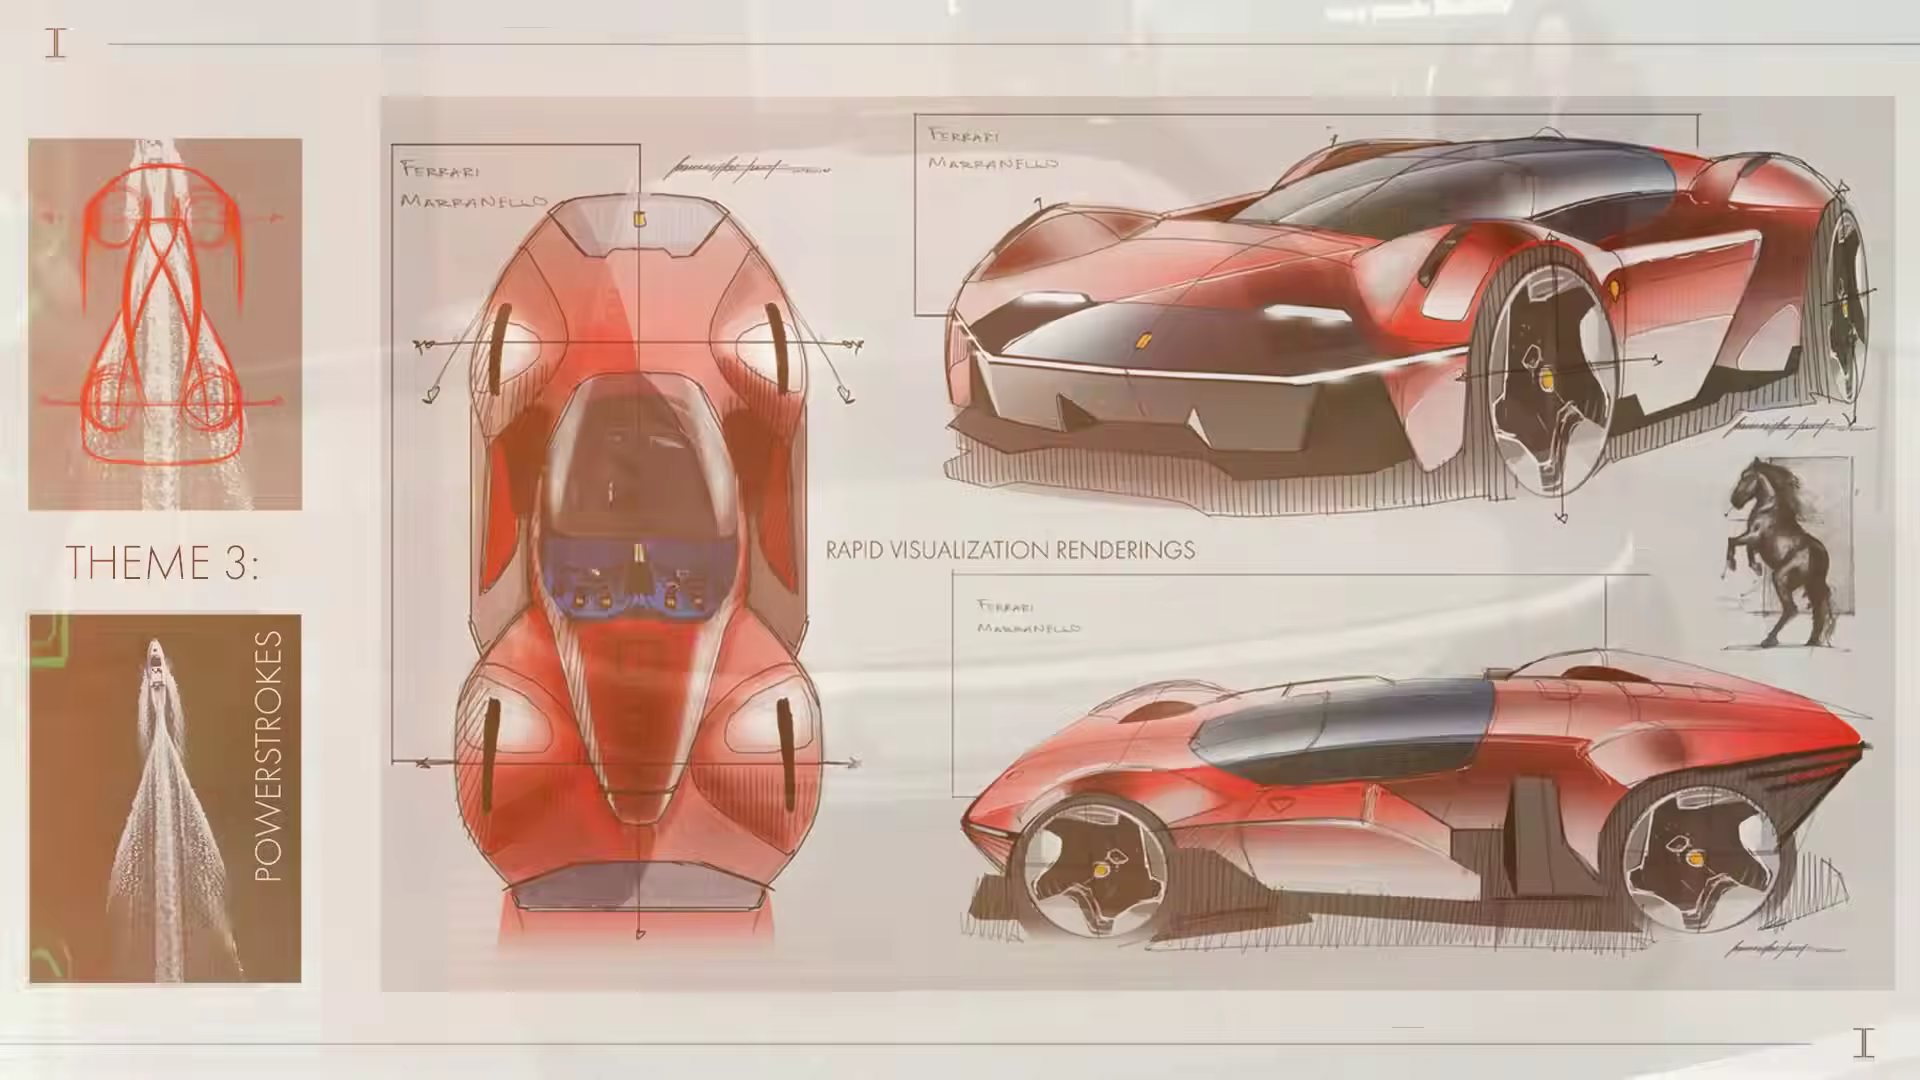 I
THEME 3:
POWERSTROKES
FERRARI
MARRANELLO
FERRARI
MARRANELLO
RAPID VISUALIZATION RENDERINGS
FERRARI
MARRANELLO
I